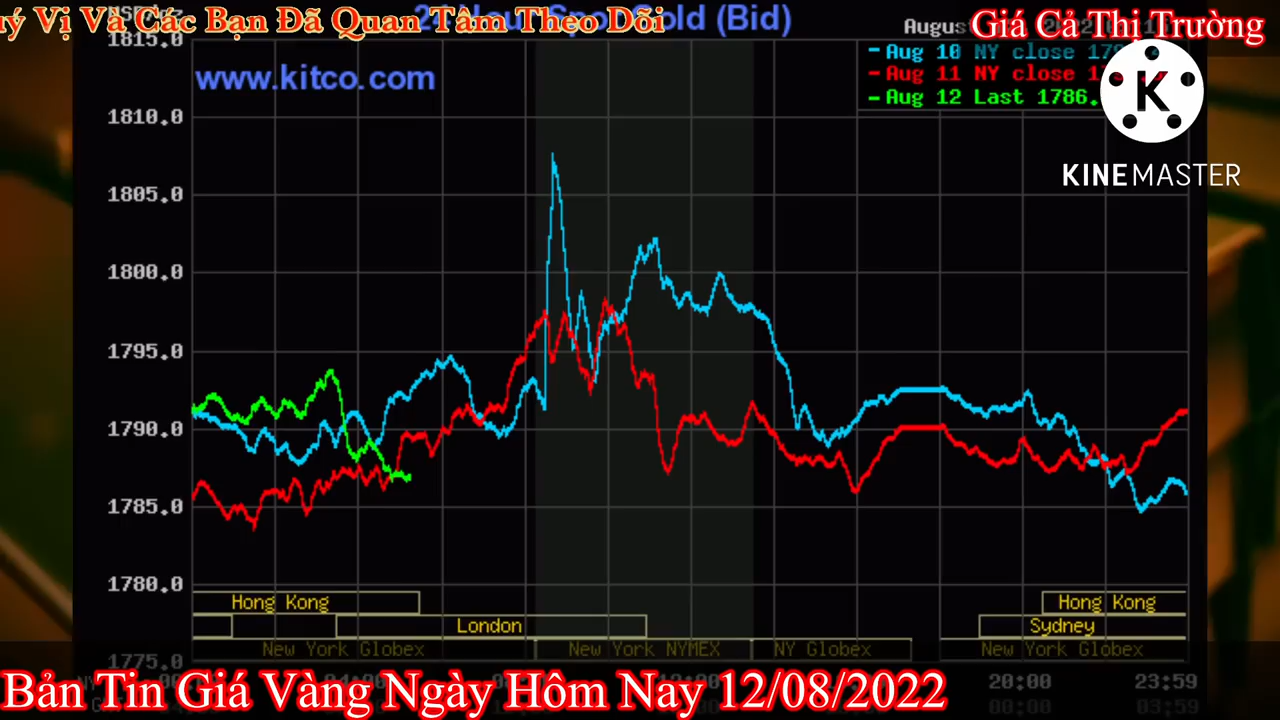 Vị Và Các Bạn Đã Quan Tâm Theo Dõi
Gold (Bid)
Giá Cả Thị Trường
www.kitco.com
Aug 10 NY close
Aug 11 NY close
Aug 12 Last 1786.
K
KINEMASTER
1815.0
1810.0
1805.0
1800.0
1795.0
1790.0
1785.0
1780.0
1775.0
Hong Kong
Hong Kong
London
Sydney
New York Globex
New York NYMEX
NY Globex
New York Globex
20:00
23:59
Bản Tin Giá Vàng Ngày Hôm Nay 12/08/2022